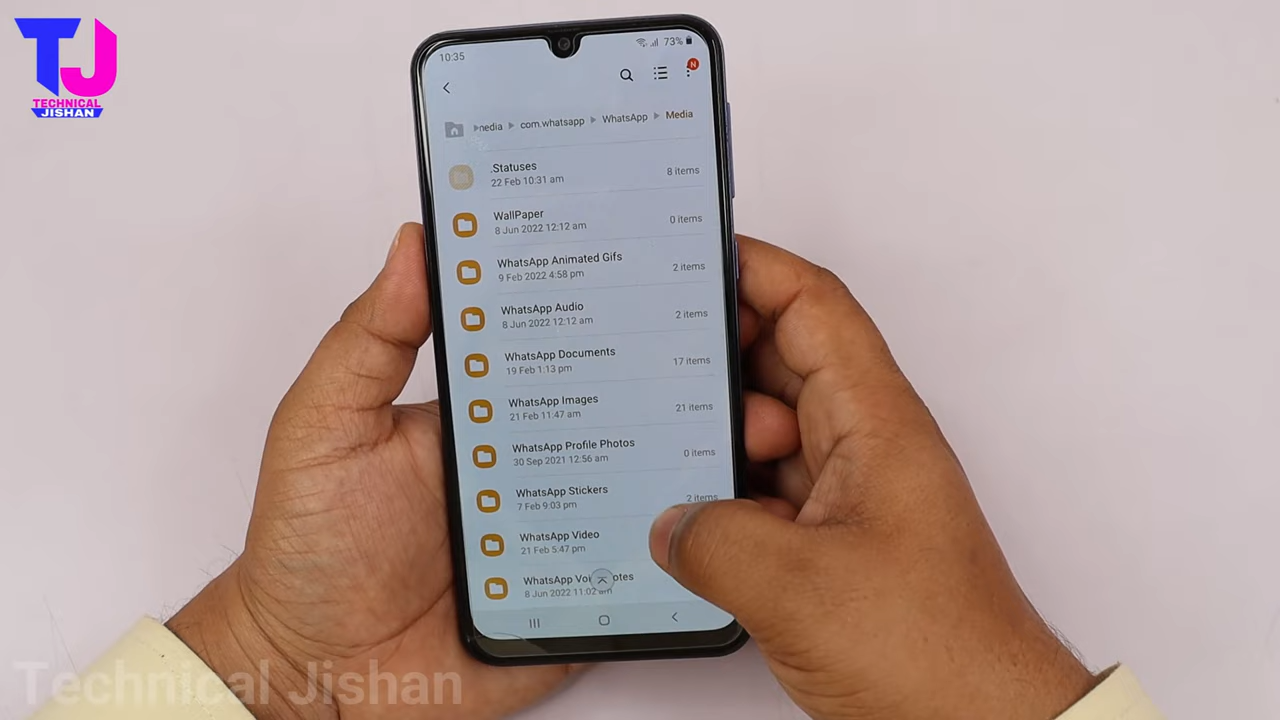 TJ
TECHNICAL
JISHAN
10:35
73%
N
media com.whatsapp WhatsApp Media
.Statuses
22 Feb 10:31 am
8 items
WallPaper
8 Jun 2022 12:12 am
0 items
WhatsApp Animated Gifs
9 Feb 2022 4:58 pm
2 items
WhatsApp Audio
8 Jun 2022 12:12 am
2 items
WhatsApp Documents
19 Feb 1:13 pm
17 items
WhatsApp Images
21 Feb 11:47 am
21 items
WhatsApp Profile Photos
30 Sep 2021 12:56 am
0 items
WhatsApp Stickers
7 Feb 9:03 pm
2 items
WhatsApp Video
21 Feb 5:47 pm
WhatsApp
8 Jun 2022 11:02 am
Technical Jishan